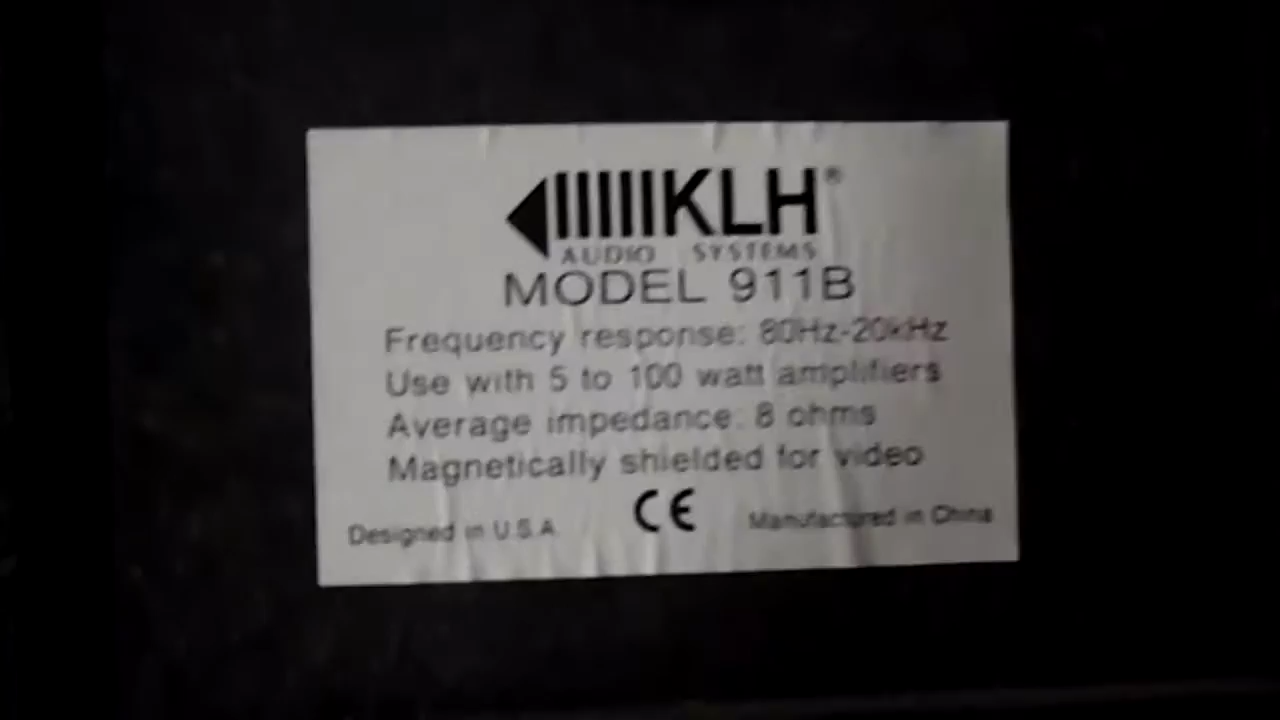 KLH®
AUDIO SYSTEMS
MODEL 911B
Frequency response: 80Hz-20kHz
Use with 5 to 100 watt amplifiers
Average impedance: 8 ohms
Magnetically shielded for video
Designed in U.S.A. CE Manufactured in China